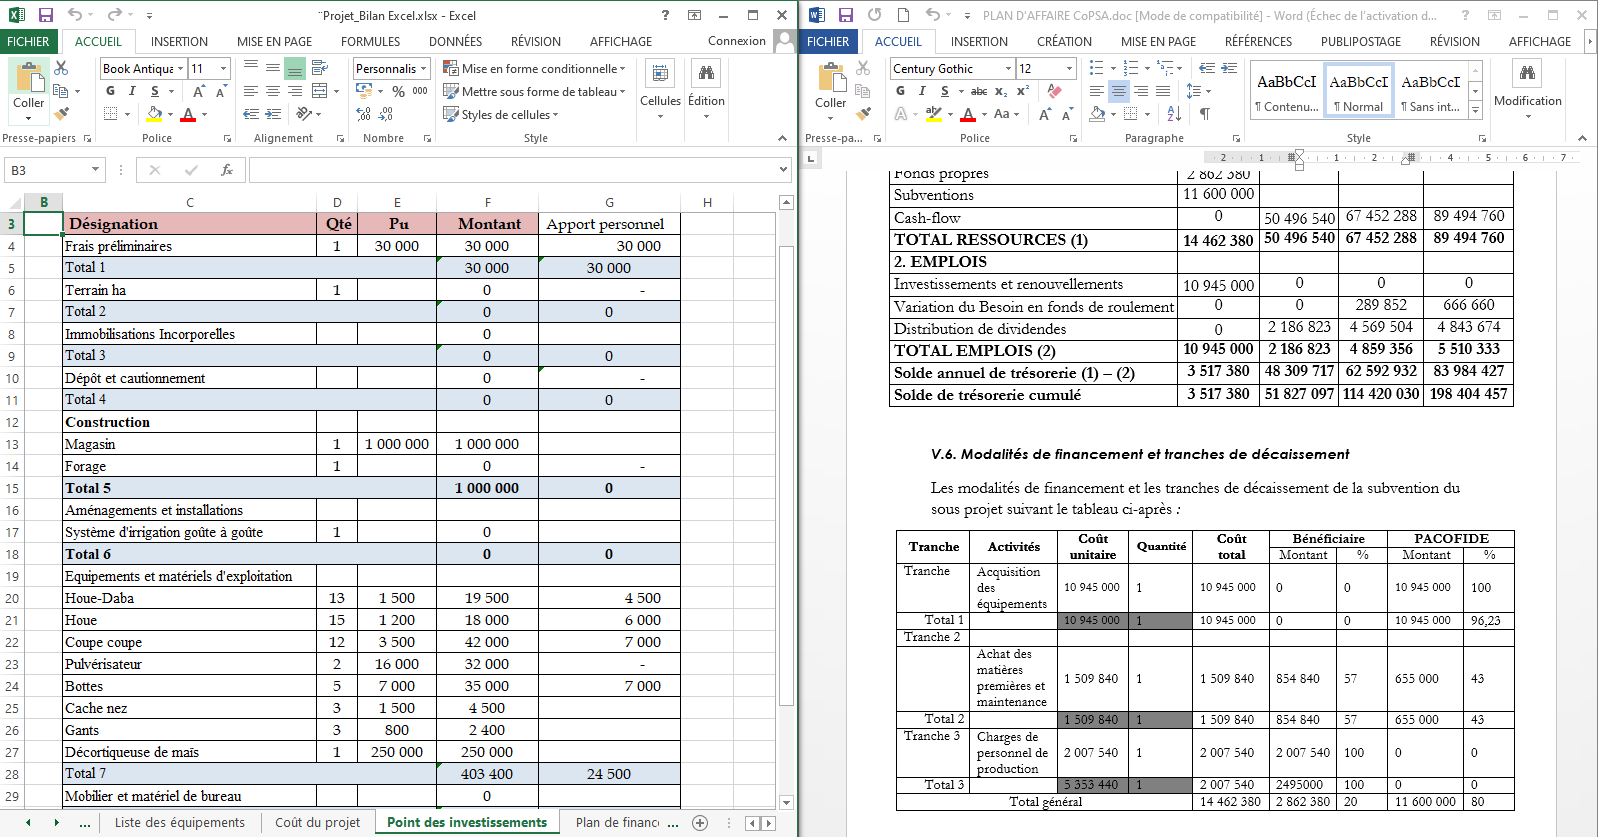 ¨Projet_Bilan Excel.xlsx - Excel
FICHIER ACCUEIL INSERTION MISE EN PAGE FORMULES DONNÉES RÉVISION AFFICHAGE Connexion
Book Antiqua 11 Personnalis Mise en forme conditionnelle
Coller G I S A A % 000 Mettre sous forme de tableau Cellules Édition
A Styles de cellules
Presse-papiers Police Alignement Nombre Style
B3 fx
B C D E F G H
3 Désignation Qté Pu Montant Apport personnel
4 Frais préliminaires 1 30 000 30 000 30 000
5 Total 1 30 000 30 000
6 Terrain ha 1 0 -
7 Total 2 0 0
8 Immobilisations Incorporelles 0
9 Total 3 0 0
10 Dépôt et cautionnement 0 -
11 Total 4 0 0
12 Construction
13 Magasin 1 1 000 000 1 000 000
14 Forage 1 0 -
15 Total 5 1 000 000 0
16 Aménagements et installations
17 Système d'irrigation goûte à goûte 1 0
18 Total 6 0 0
19 Equipements et matériels d'exploitation
20 Houe-Daba 13 1 500 19 500 4 500
21 Houe 15 1 200 18 000 6 000
22 Coupe coupe 12 3 500 42 000 7 000
23 Pulvérisateur 2 16 000 32 000 -
24 Bottes 5 7 000 35 000 7 000
25 Cache nez 3 1 500 4 500
26 Gants 3 800 2 400
27 Décortiqueuse de maïs 1 250 000 250 000
28 Total 7 403 400 24 500
29 Mobilier et matériel de bureau 0
... Liste des équipements Coût du projet Point des investissements Plan de financ ...
PLAN D'AFFAIRE CoPSA.doc [Mode de compatibilité] - Word (Échec de l'activation d...
FICHIER ACCUEIL INSERTION CRÉATION MISE EN PAGE RÉFÉRENCES PUBLIPOSTAGE RÉVISION AFFICHAGE
Century Gothic 12 AaBbCcI AaBbCcI AaBbCcI
Coller G I S abc x₂ x² ¶ Contenu... ¶ Normal ¶ Sans int... Modification
A ab A Aa A A ¶
Presse-pa... Police Paragraphe Style
2 1 1 2 4 5 6 7
Fonds propres 2 862 380
Subventions 11 600 000
Cash-flow 0 50 496 540 67 452 288 89 494 760
TOTAL RESSOURCES (1) 14 462 380 50 496 540 67 452 288 89 494 760
2. EMPLOIS
Investissements et renouvellements 10 945 000 0 0 0
Variation du Besoin en fonds de roulement 0 0 289 852 666 660
Distribution de dividendes 0 2 186 823 4 569 504 4 843 674
TOTAL EMPLOIS (2) 10 945 000 2 186 823 4 859 356 5 510 333
Solde annuel de trésorerie (1) – (2) 3 517 380 48 309 717 62 592 932 83 984 427
Solde de trésorerie cumulé 3 517 380 51 827 097 114 420 030 198 404 457
V.6. Modalités de financement et tranches de décaissement
Les modalités de financement et les tranches de décaissement de la subvention du
sous projet suivant le tableau ci-après :
Tranche Activités Coût unitaire Quantité Coût total Bénéficiaire PACOFIDE
Montant % Montant %
Tranche Acquisition des équipements 10 945 000 1 10 945 000 0 0 10 945 000 100
Total 1 10 945 000 1 10 945 000 0 0 10 945 000 96,23
Tranche 2
Achat des matières premières et maintenance 1 509 840 1 1 509 840 854 840 57 655 000 43
Total 2 1 509 840 1 1 509 840 854 840 57 655 000 43
Tranche 3 Charges de personnel de production 2 007 540 1 2 007 540 2 007 540 100 0 0
Total 3 5 353 440 1 2 007 540 2495000 100 0 0
Total général 14 462 380 2 862 380 20 11 600 000 80